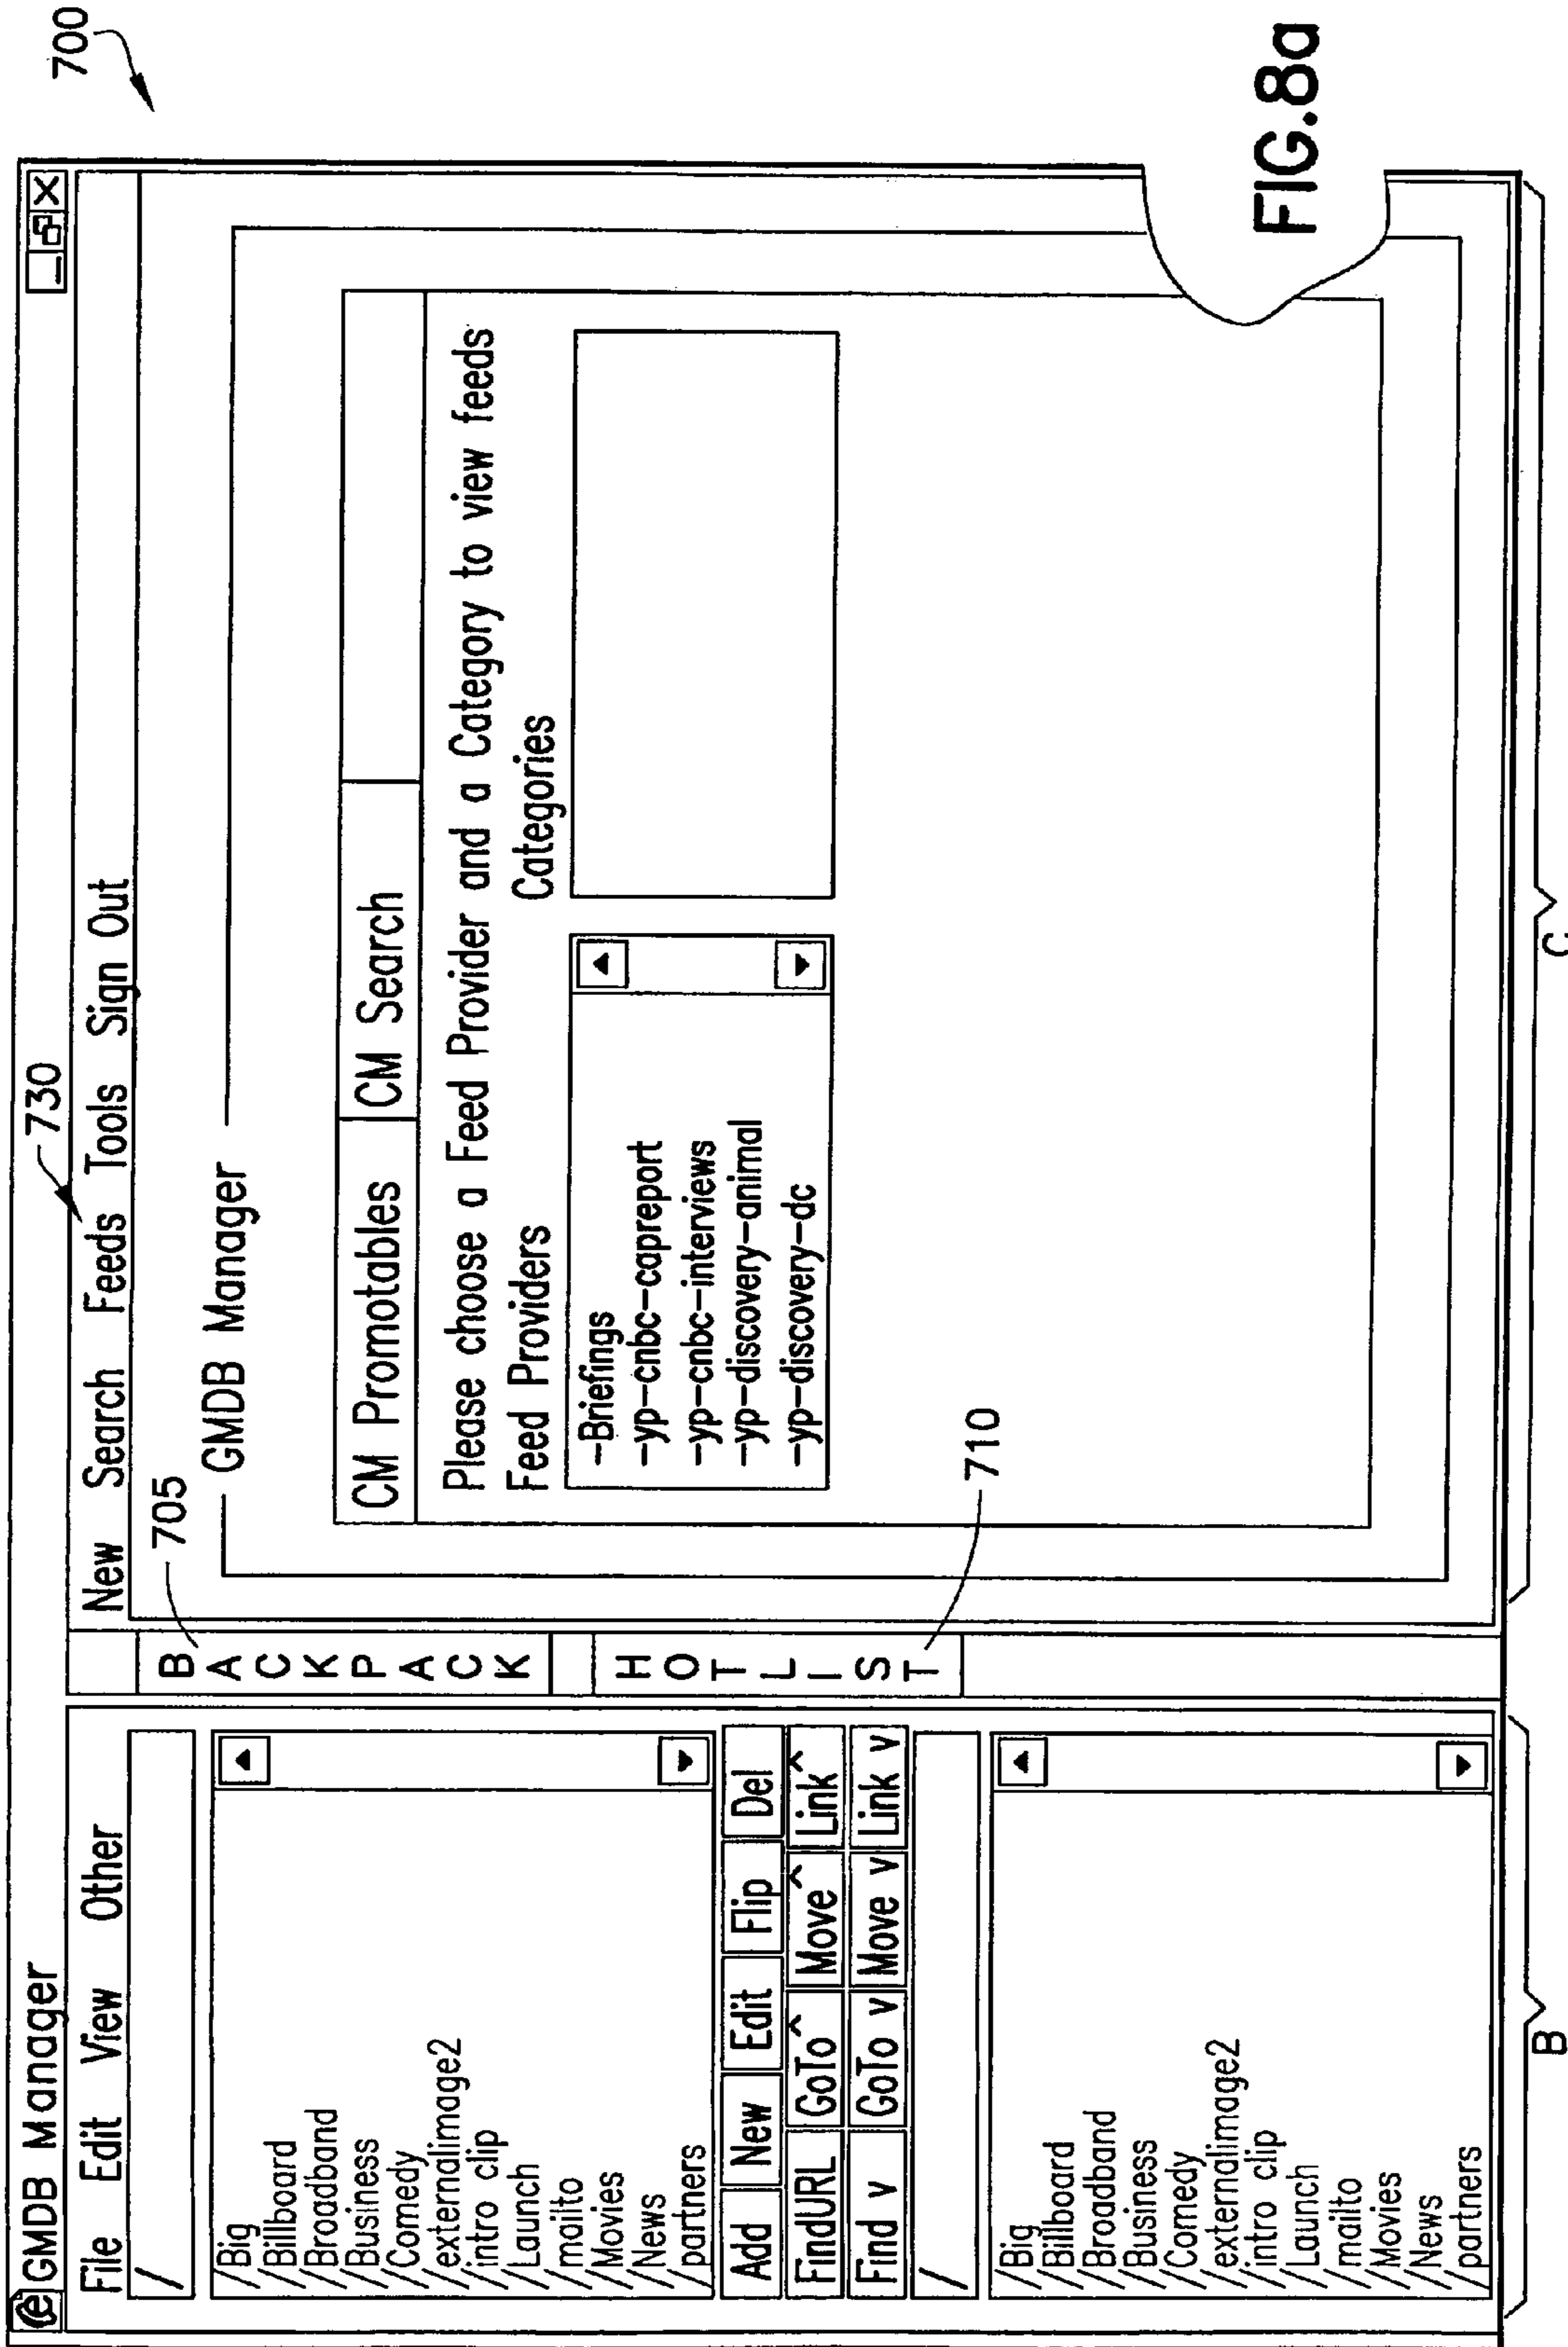 700
GMDB Manager
File Edit View Other
/
/Big
/Billboard
/Broadband
/Business
/Comedy
/externalimage2
/intro clip
/Launch
/mailto
/Movies
/News
/partners
Add New Edit Flip Del
FindURL GoTo^ Move^ Link^
Find v GoTo v Move v Link v
/
/Big
/Billboard
/Broadband
/Business
/Comedy
/externalimage2
/intro clip
/Launch
/mailto
/Movies
/News
/partners
B
BACKPACK
705
HOTLIST
710
730
New Search Feeds Tools Sign Out
GMDB Manager
CM Promotables CM Search
Please choose a Feed Provider and a Category to view feeds
Feed Providers Categories
-Briefings
-yp-cnbc-capreport
-yp-cnbc-interviews
-yp-discovery-animal
-yp-discovery-dc
C
FIG.8a